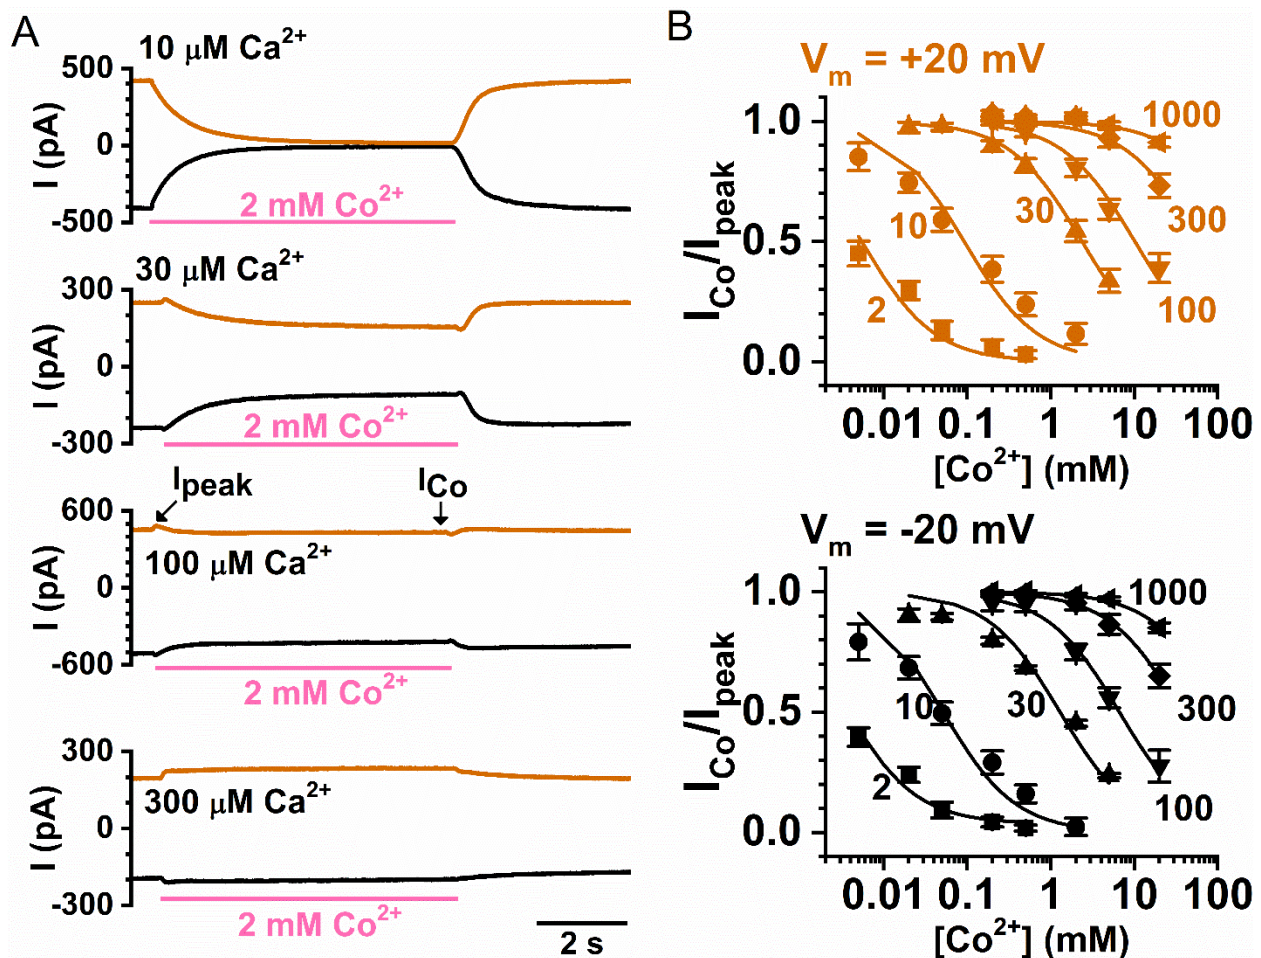 A
10 μM Ca²⁺
500
0
-500
I (pA)
2 mM Co²⁺
30 μM Ca²⁺
300
0
-300
I (pA)
2 mM Co²⁺
Ipeak
ICo
600
0
-600
I (pA)
100 μM Ca²⁺
2 mM Co²⁺
300
0
-300
I (pA)
300 μM Ca²⁺
2 mM Co²⁺
2 s
B
Vm = +20 mV
1.0
0.5
0.0
ICo/Ipeak
1000
300
100
30
10
2
0.01 0.1 1 10 100
[Co²⁺] (mM)
Vm = -20 mV
1.0
0.5
0.0
ICo/Ipeak
1000
300
100
30
10
2
0.01 0.1 1 10 100
[Co²⁺] (mM)